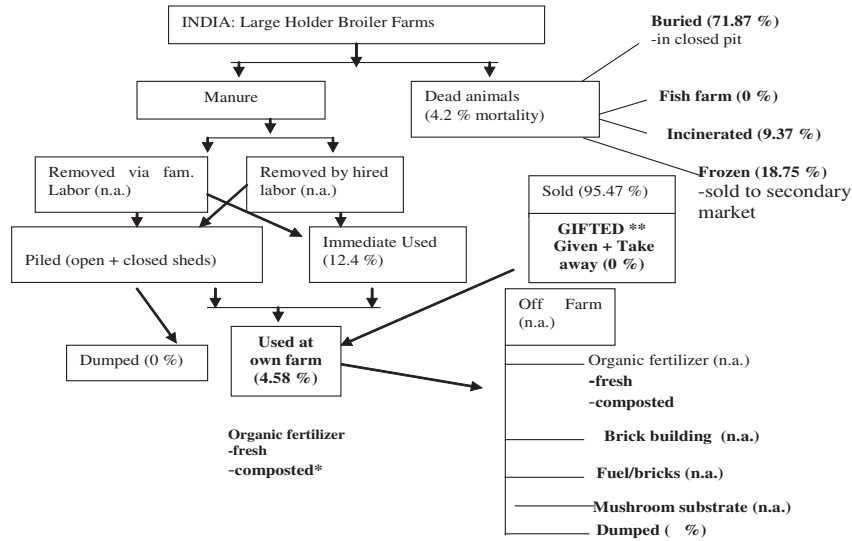 INDIA: Large Holder Broiler Farms
Buried (71.87 %)
-in closed pit
Manure
Dead animals
(4.2 % mortality)
Fish farm (0 %)
Incinerated (9.37 %)
Frozen (18.75 %)
-sold to secondary
market
Removed via fam.
Labor (n.a.)
Removed by hired
labor (n.a.)
Sold (95.47 %)
GIFTED **
Given + Take
away (0 %)
Piled (open + closed sheds)
Immediate Used
(12.4 %)
Off Farm
(n.a.)
Dumped (0 %)
Used at
own farm
(4.58 %)
Organic fertilizer (n.a.)
-fresh
-composted
Organic fertilizer
-fresh
-composted*
Brick building (n.a.)
Fuel/bricks (n.a.)
Mushroom substrate (n.a.)
Dumped ( %)